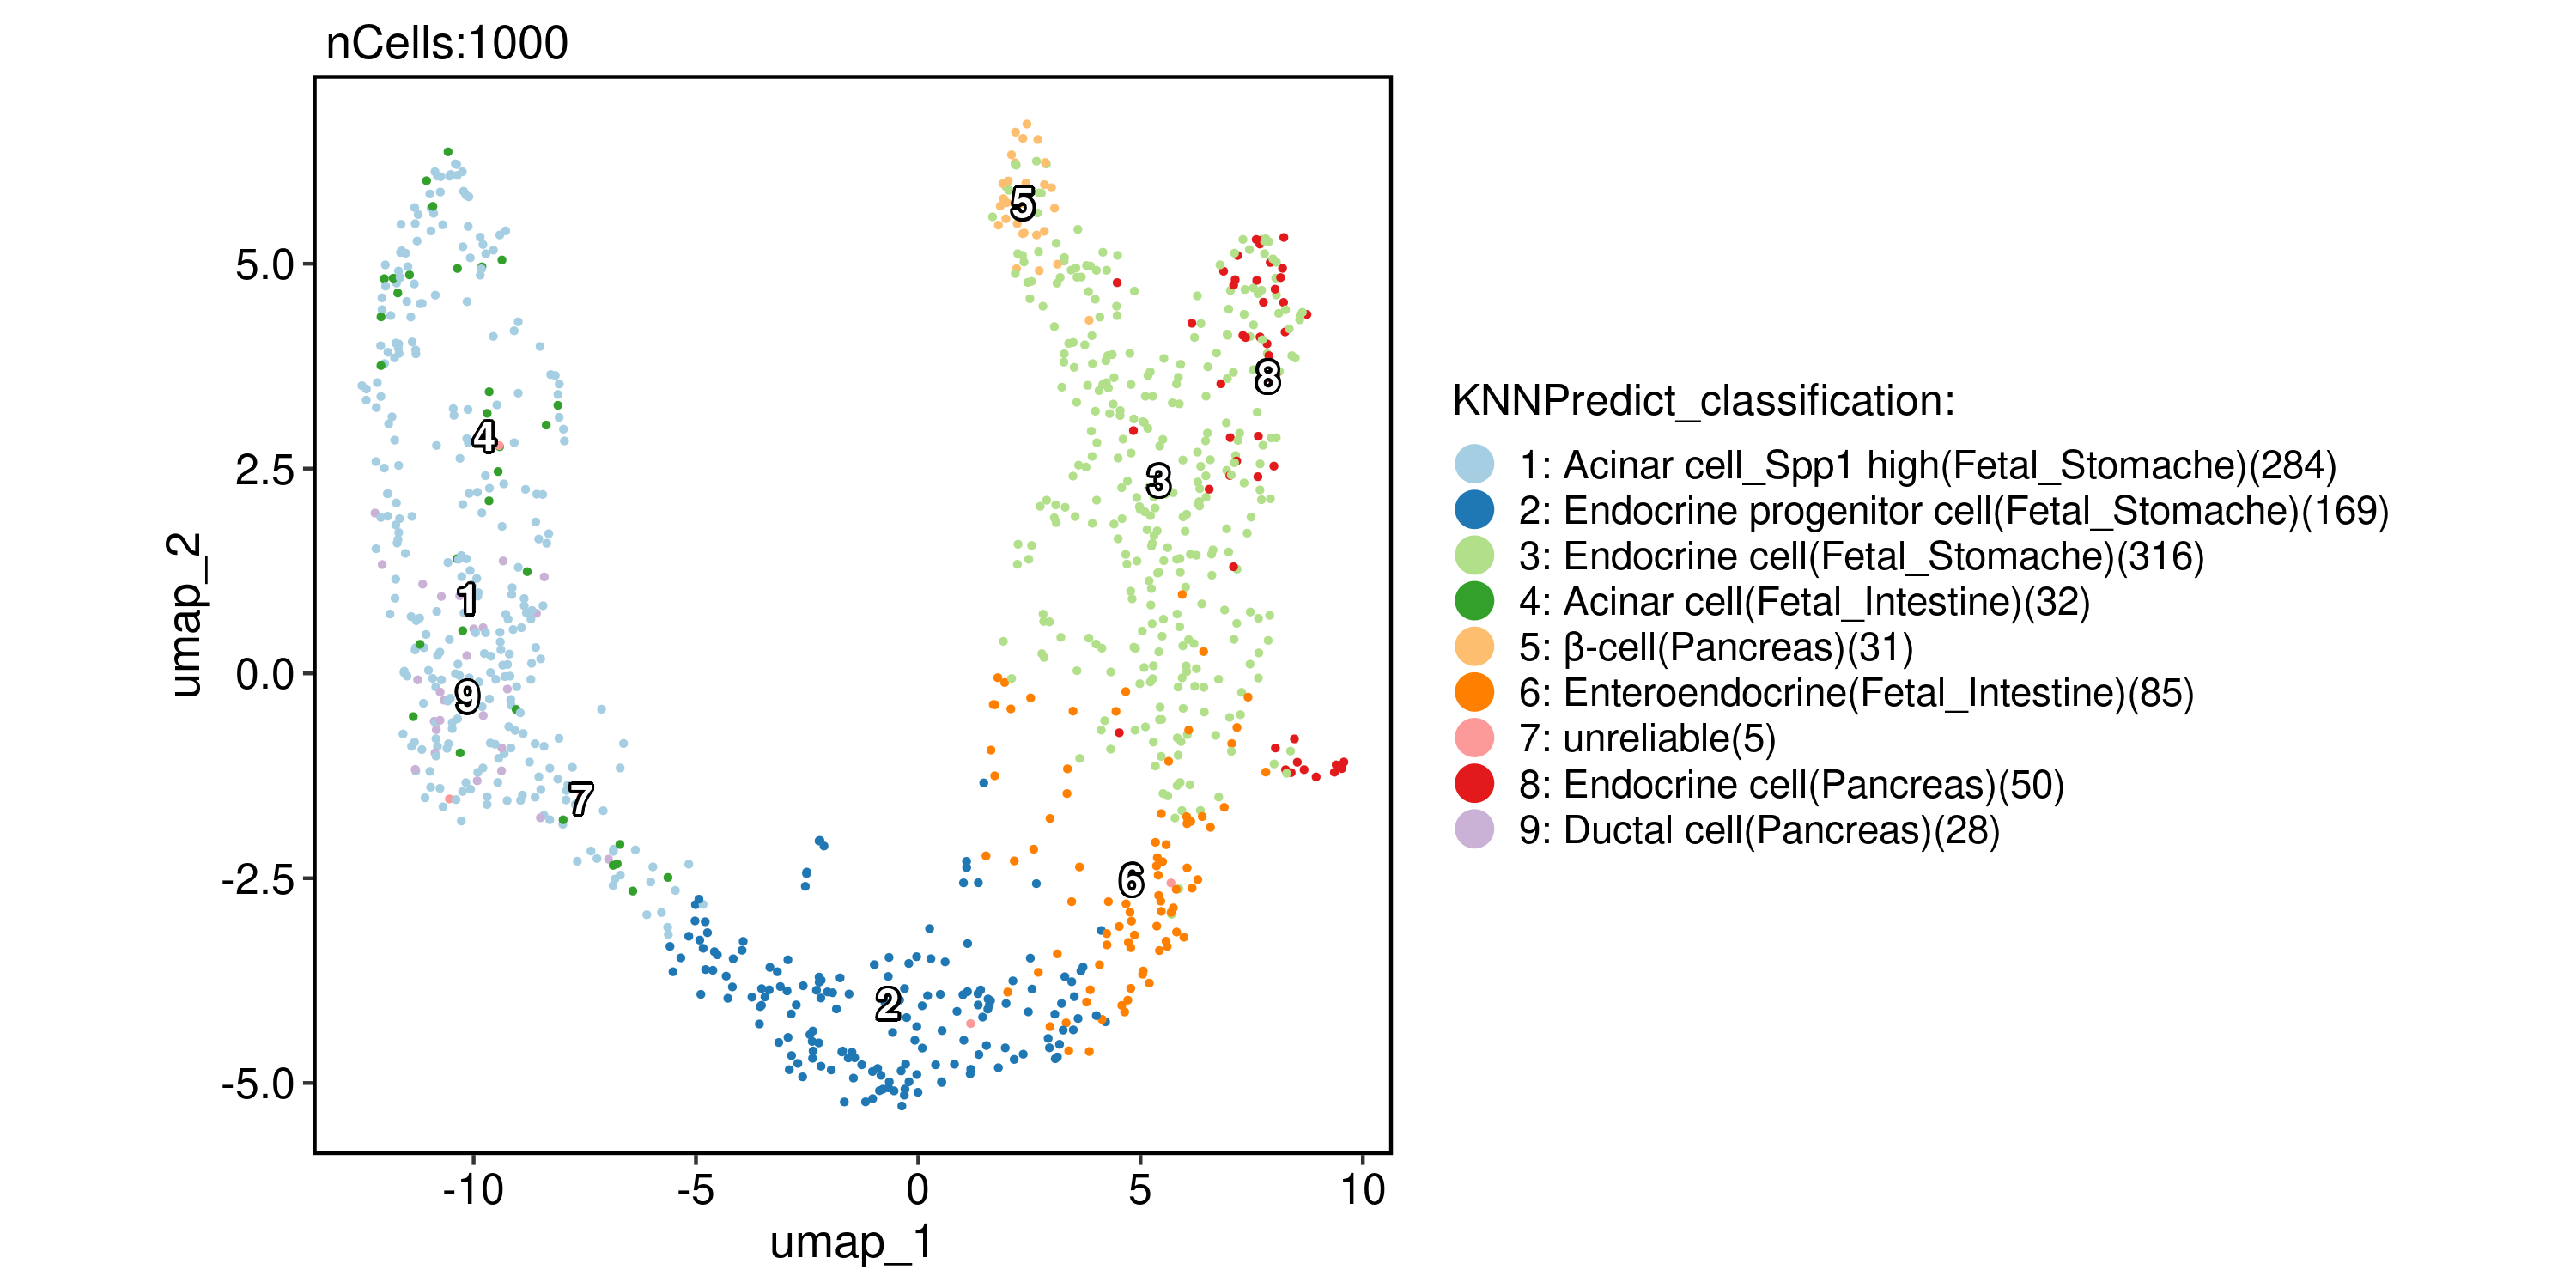 nCells:1000
5.0
2.5
0.0
-2.5
-5.0
umap_2
-10
-5
0
5
10
umap_1
5
8
4
3
1
9
7
6
2
KNNPredict_classification:
1: Acinar cell_Spp1 high(Fetal_Stomache)(284)
2: Endocrine progenitor cell(Fetal_Stomache)(169)
3: Endocrine cell(Fetal_Stomache)(316)
4: Acinar cell(Fetal_Intestine)(32)
5: β-cell(Pancreas)(31)
6: Enteroendocrine(Fetal_Intestine)(85)
7: unreliable(5)
8: Endocrine cell(Pancreas)(50)
9: Ductal cell(Pancreas)(28)